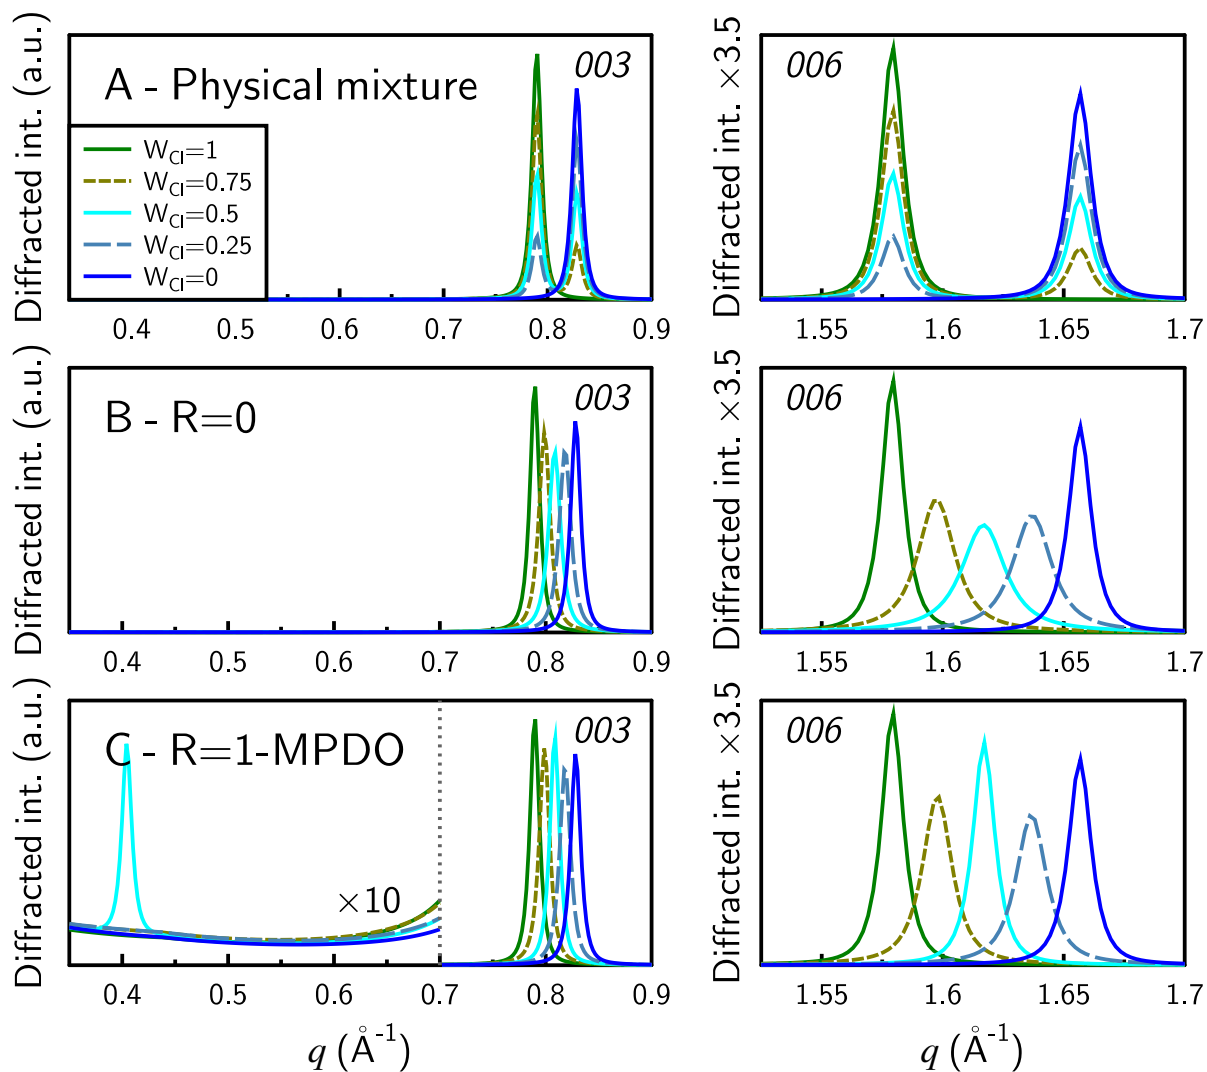 Diffracted int. (a.u.)
A - Physical mixture
003
W_Cl=1
W_Cl=0.75
W_Cl=0.5
W_Cl=0.25
W_Cl=0
0.4 0.5 0.6 0.7 0.8 0.9
Diffracted int. ×3.5
006
1.55 1.6 1.65 1.7
Diffracted int. (a.u.)
B - R=0
003
0.4 0.5 0.6 0.7 0.8 0.9
Diffracted int. ×3.5
006
1.55 1.6 1.65 1.7
Diffracted int. (a.u.)
C - R=1-MPDO
003
×10
0.4 0.5 0.6 0.7 0.8 0.9
q (Å⁻¹)
Diffracted int. ×3.5
006
1.55 1.6 1.65 1.7
q (Å⁻¹)